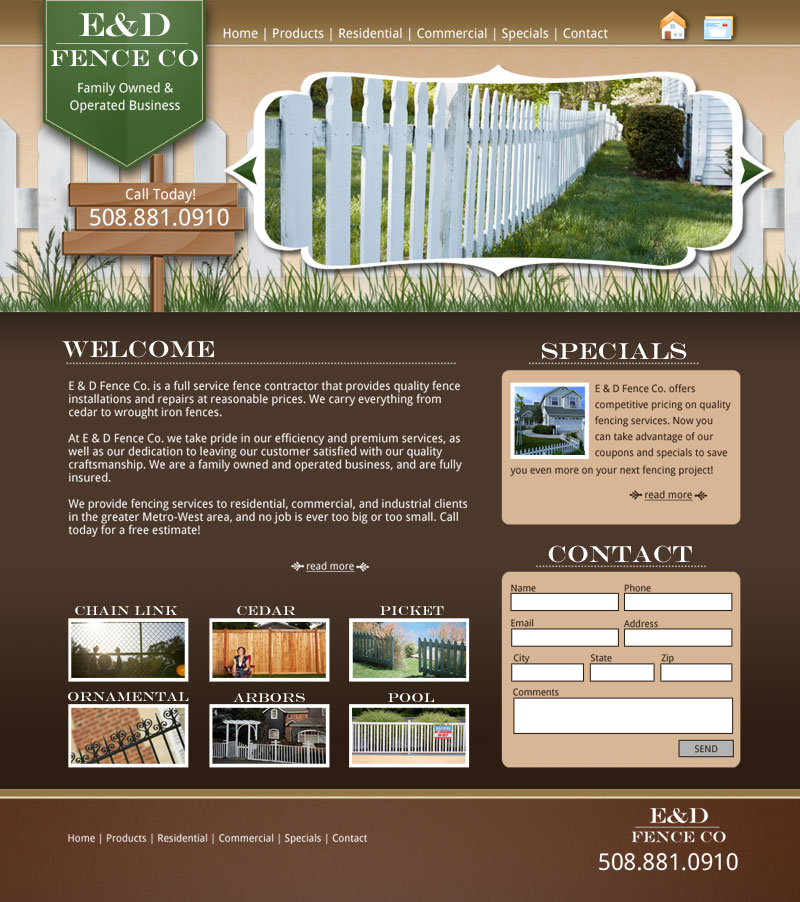 E&D
FENCE CO
Family Owned &
Operated Business
Home | Products | Residential | Commercial | Specials | Contact
Call Today!
508.881.0910
WELCOME
E & D Fence Co. is a full service fence contractor that provides quality fence
installations and repairs at reasonable prices. We carry everything from
cedar to wrought iron fences.
At E & D Fence Co. we take pride in our efficiency and premium services, as
well as our dedication to leaving our customer satisfied with our quality
craftsmanship. We are a family owned and operated business, and are fully
insured.
We provide fencing services to residential, commercial, and industrial clients
in the greater Metro-West area, and no job is ever too big or too small. Call
today for a free estimate!
read more
CHAIN LINK
CEDAR
PICKET
ORNAMENTAL
ARBORS
POOL
SPECIALS
E & D Fence Co. offers
competitive pricing on quality
fencing services. Now you
can take advantage of our
coupons and specials to save
you even more on your next fencing project!
read more
CONTACT
Name
Phone
Email
Address
City
State
Zip
Comments
SEND
Home | Products | Residential | Commercial | Specials | Contact
E&D
FENCE CO
508.881.0910